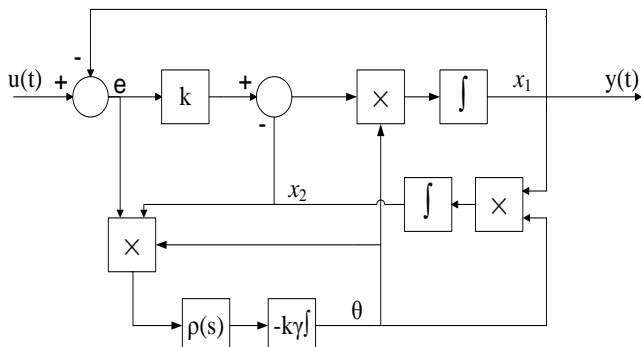 -
u(t) + e k + - × ∫ x₁ y(t)
x₂ ∫ ×
×
ρ(s) -kγ∫ θ